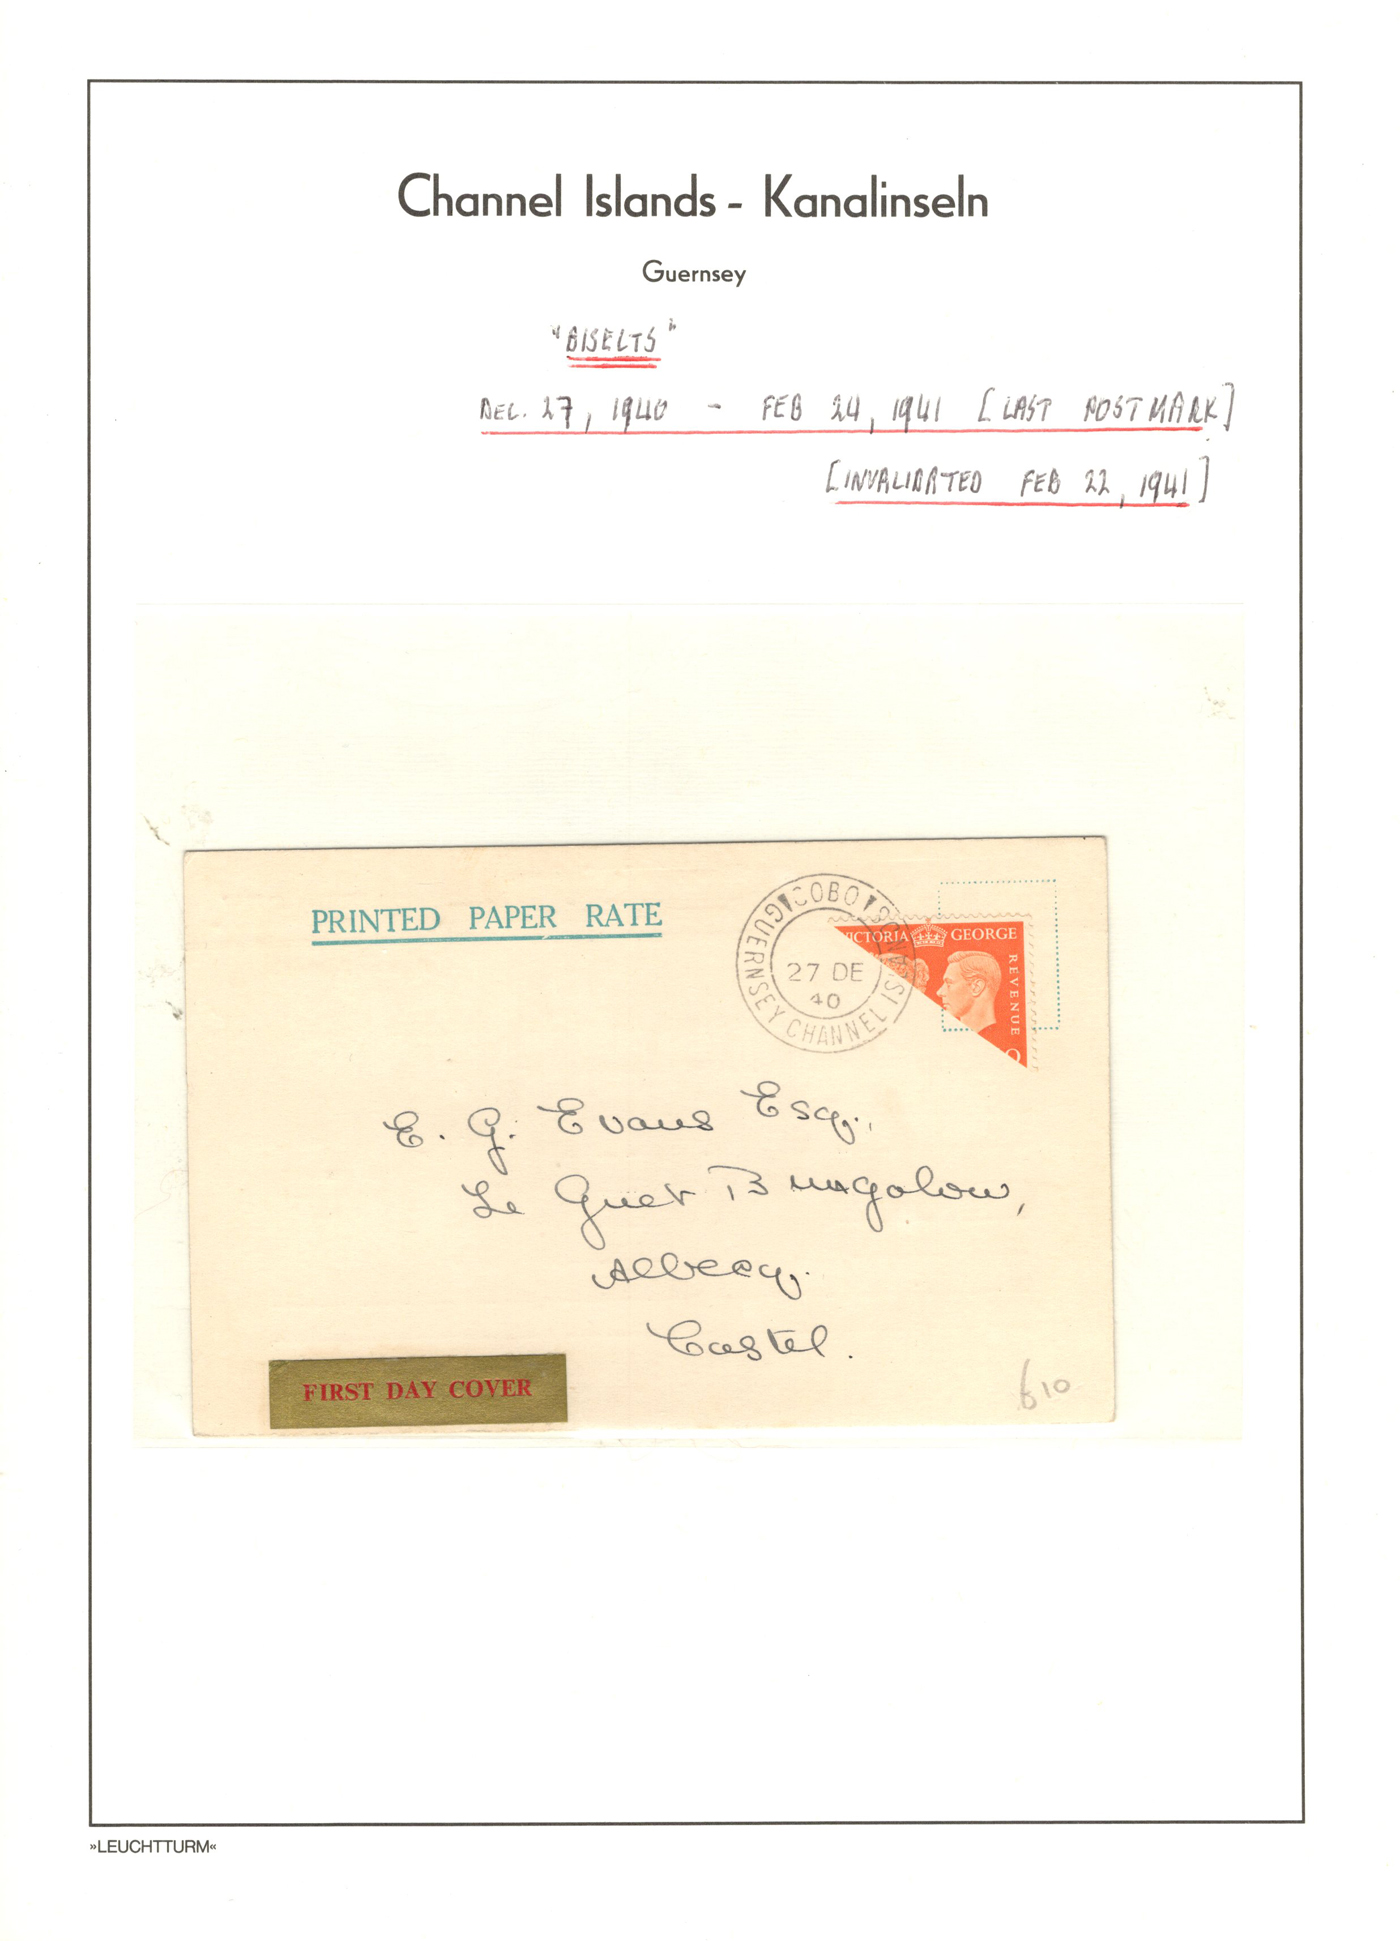 Channel Islands - Kanalinseln
Guernsey
"BISECTS"
DEC. 27, 1940 - FEB 24, 1941 [LAST POSTMARK]
[INVALIDATED FEB 22, 1941]
PRINTED PAPER RATE
COBO
GUERNSEY CHANNEL IS.
27 DE
40
VICTORIA GEORGE
REVENUE
E. G. Evans Esq.,
Le Guet Bungalow,
Albecq.
Castel.
FIRST DAY COVER
£10
»LEUCHTTURM«